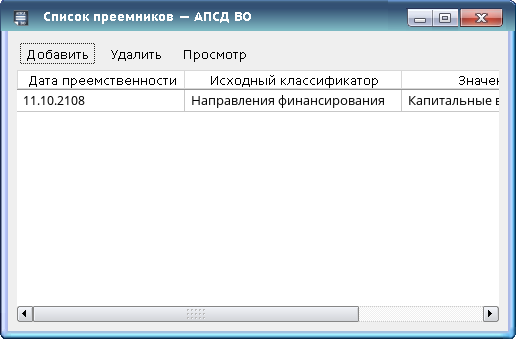 Список преемников — АПСД ВО
Добавить Удалить Просмотр
Дата преемственности Исходный классификатор
11.10.2108 Направления финансирования Капитальные